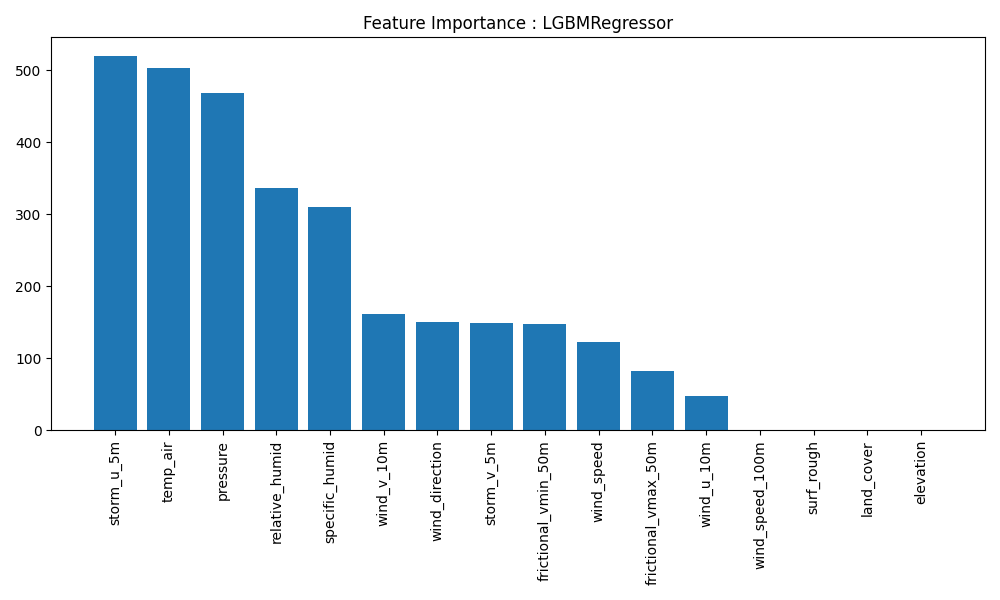 Feature Importance : LGBMRegressor
500
400
300
200
100
0
storm_u_5m
temp_air
pressure
relative_humid
specific_humid
wind_v_10m
wind_direction
storm_v_5m
frictional_vmin_50m
wind_speed
frictional_vmax_50m
wind_u_10m
wind_speed_100m
surf_rough
land_cover
elevation